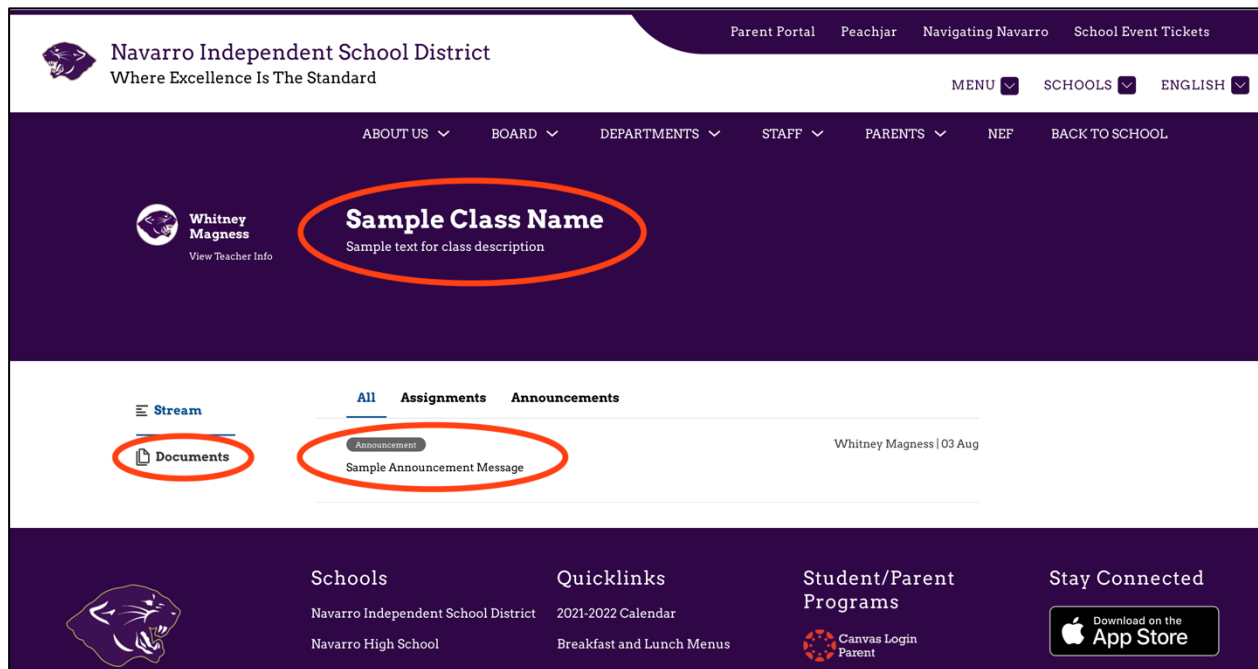 Parent Portal Peachjar Navigating Navarro School Event Tickets
Navarro Independent School District
Where Excellence Is The Standard
MENU SCHOOLS ENGLISH
ABOUT US BOARD DEPARTMENTS STAFF PARENTS NEF BACK TO SCHOOL
Whitney
Magness
View Teacher Info
Sample Class Name
Sample text for class description
Stream
Documents
All Assignments Announcements
Announcement
Whitney Magness | 03 Aug
Sample Announcement Message
Schools
Navarro Independent School District
Navarro High School
Quicklinks
2021-2022 Calendar
Breakfast and Lunch Menus
Student/Parent
Programs
Canvas Login
Parent
Stay Connected
Download on the
App Store